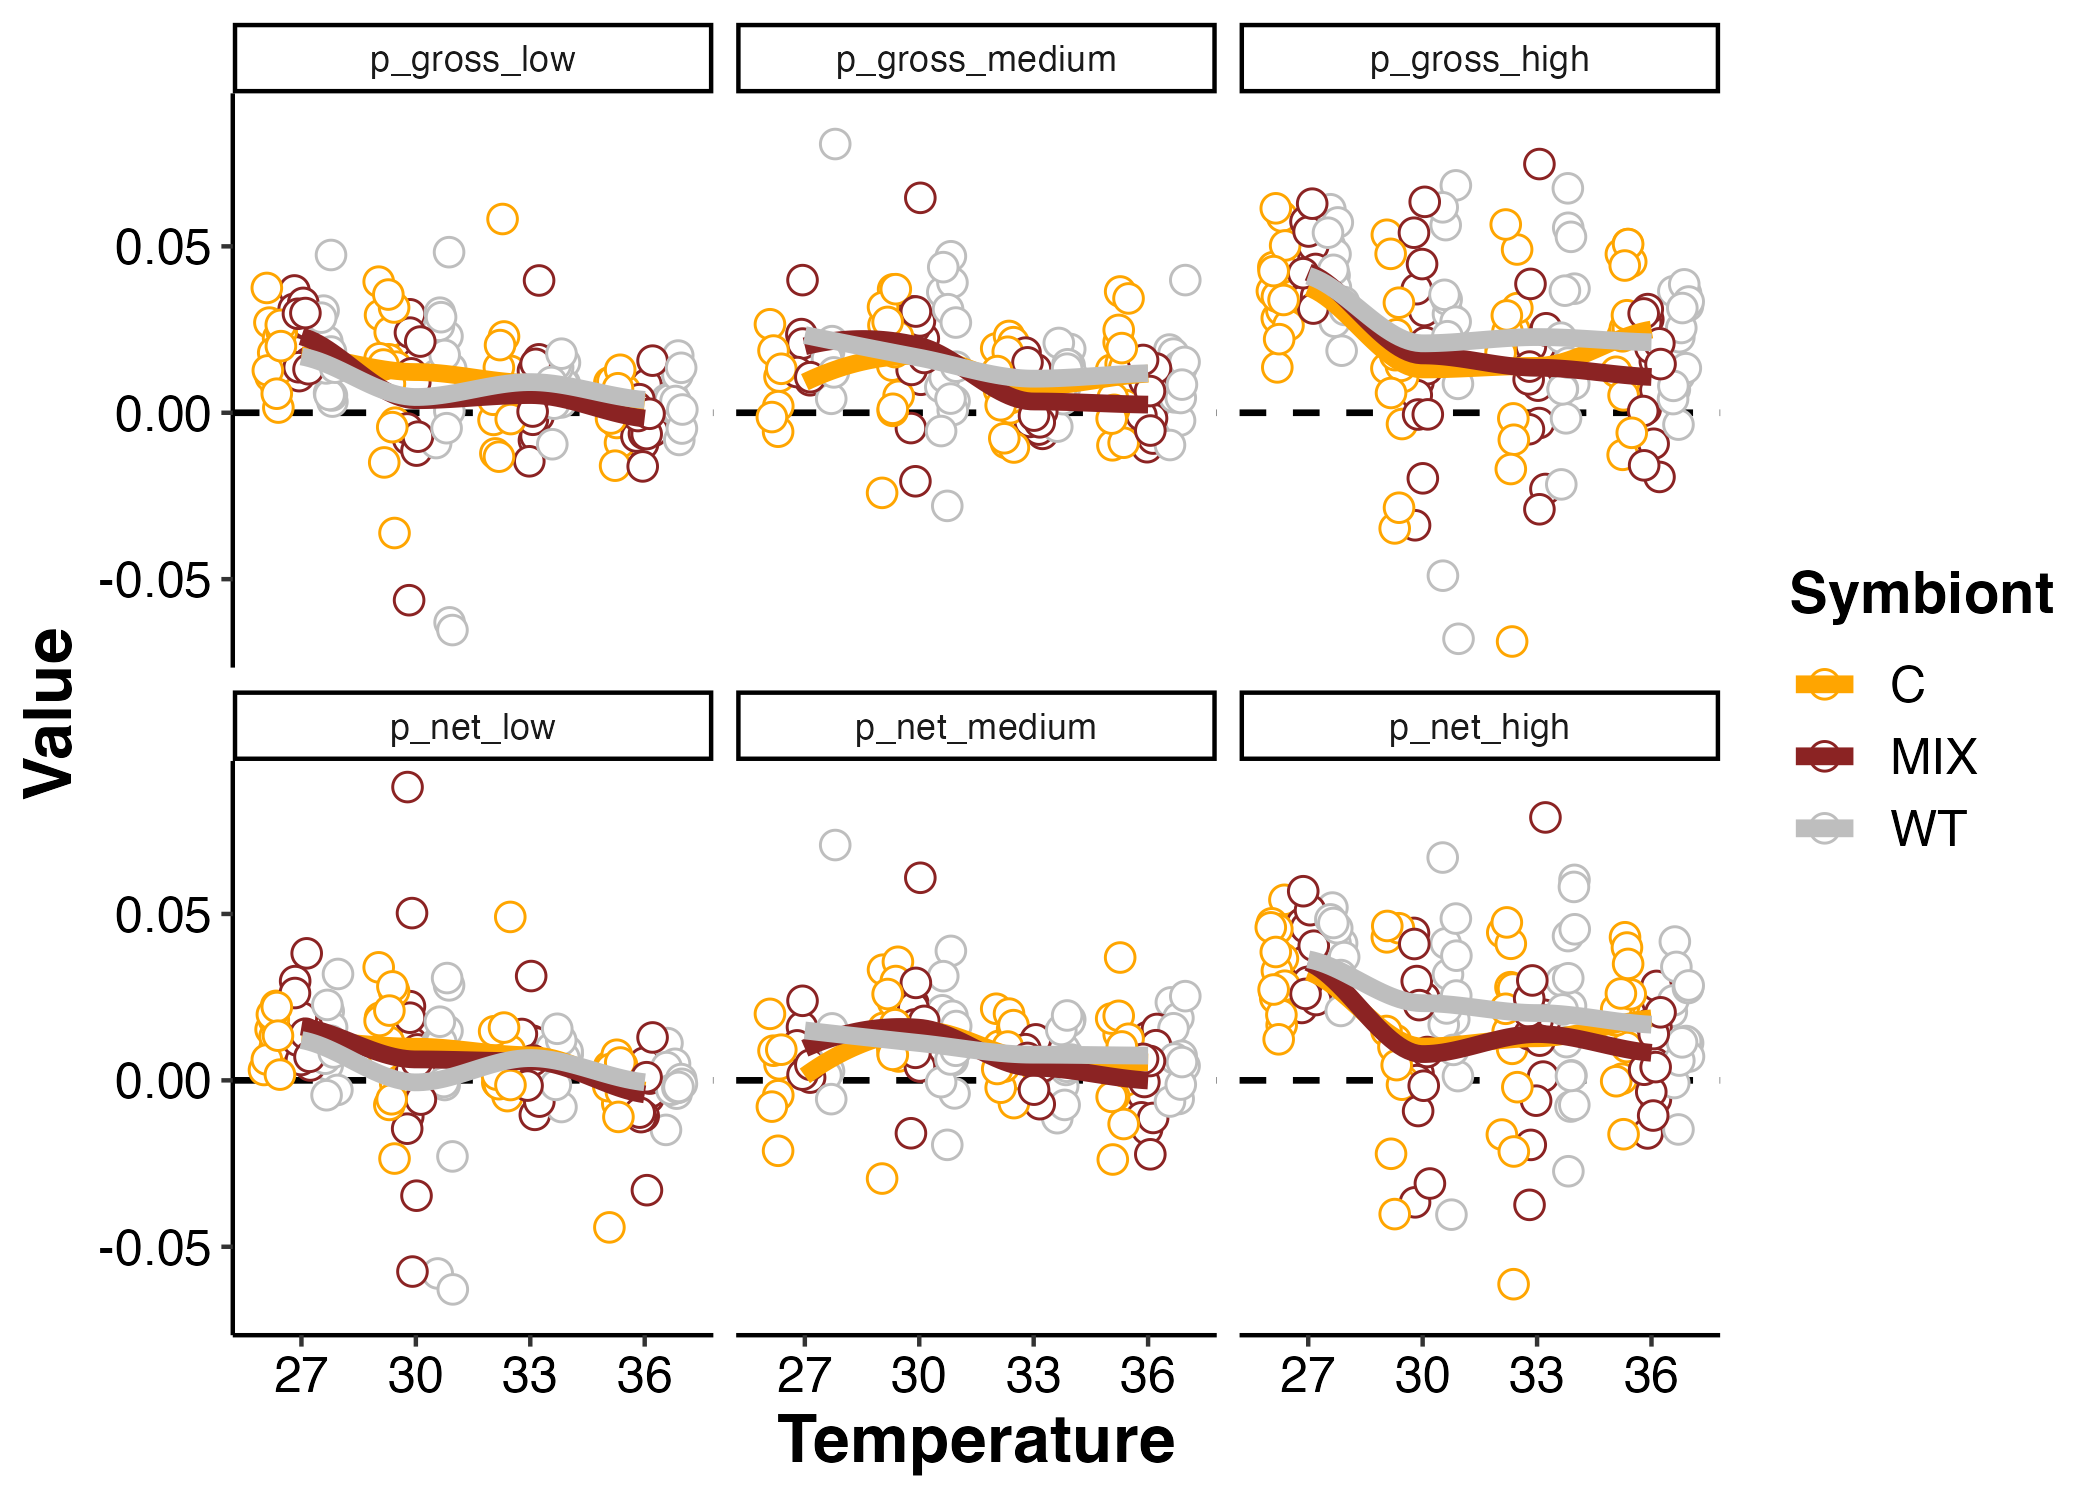 p_gross_low
p_gross_medium
p_gross_high
0.05
0.00
-0.05
Value
p_net_low
p_net_medium
p_net_high
0.05
0.00
-0.05
27 30 33 36
27 30 33 36
27 30 33 36
Temperature
Symbiont
C
MIX
WT